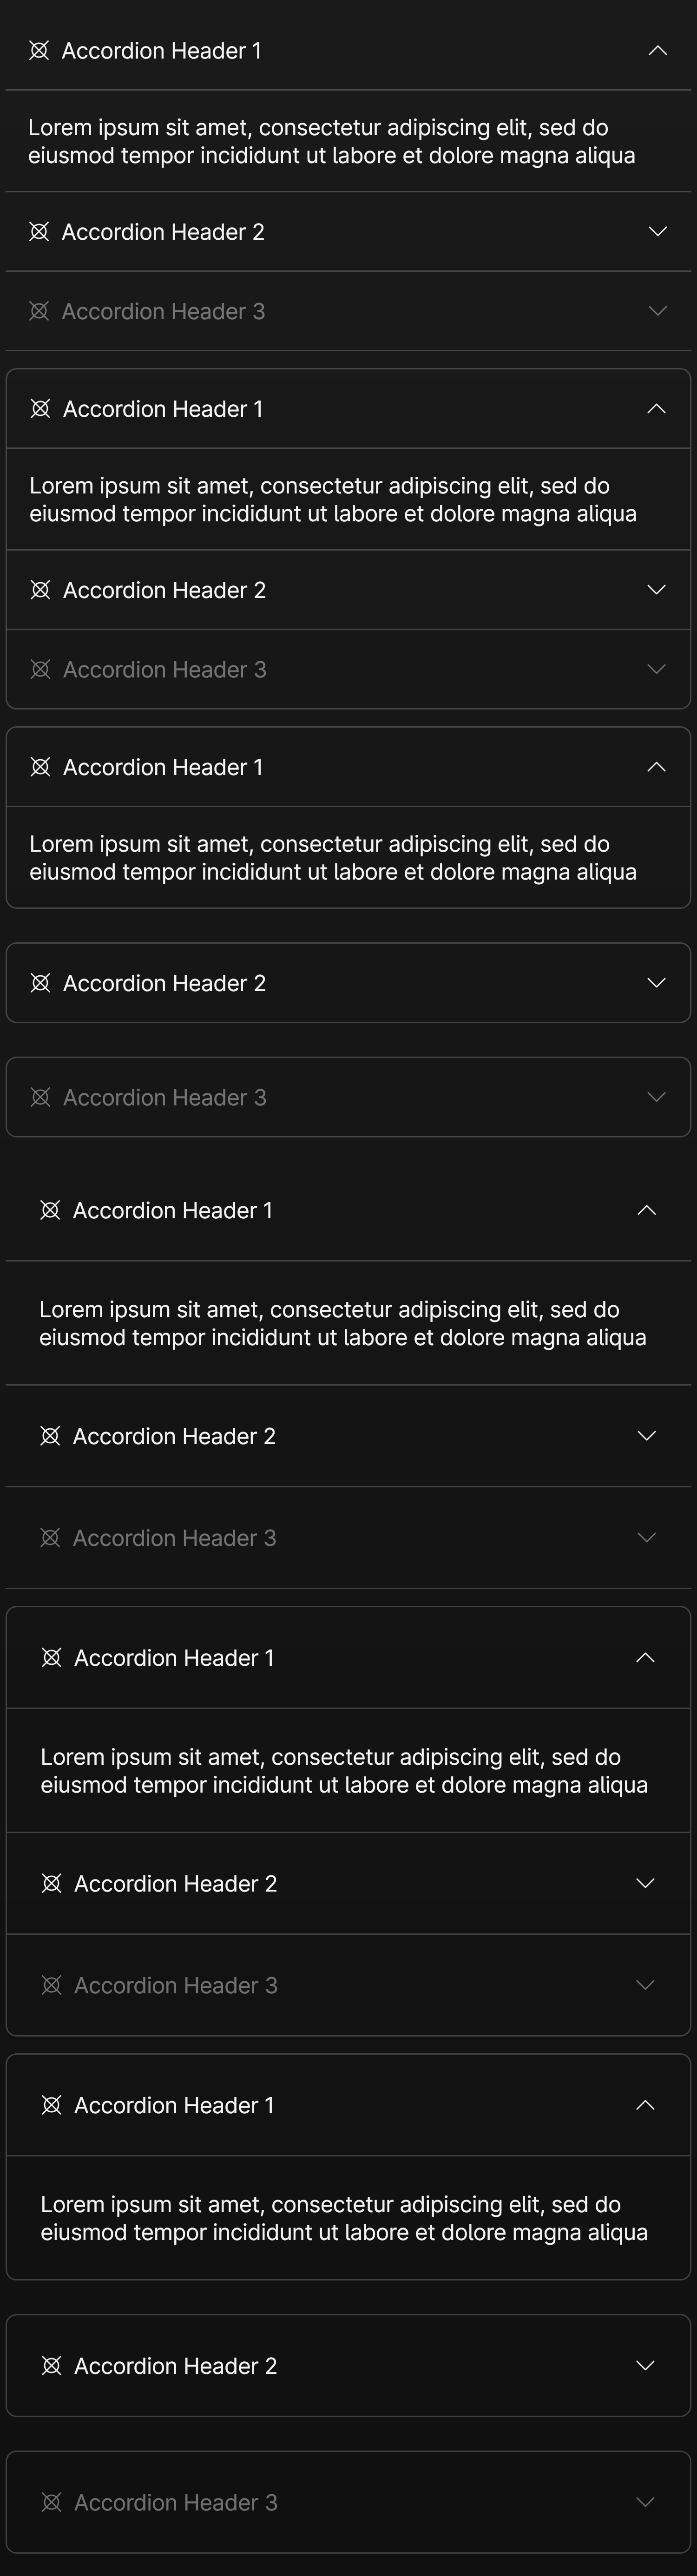 Accordion Header 1
Lorem ipsum sit amet, consectetur adipiscing elit, sed do
eiusmod tempor incididunt ut labore et dolore magna aliqua
Accordion Header 2
Accordion Header 3
Accordion Header 1
Lorem ipsum sit amet, consectetur adipiscing elit, sed do
eiusmod tempor incididunt ut labore et dolore magna aliqua
Accordion Header 2
Accordion Header 3
Accordion Header 1
Lorem ipsum sit amet, consectetur adipiscing elit, sed do
eiusmod tempor incididunt ut labore et dolore magna aliqua
Accordion Header 2
Accordion Header 3
Accordion Header 1
Lorem ipsum sit amet, consectetur adipiscing elit, sed do
eiusmod tempor incididunt ut labore et dolore magna aliqua
Accordion Header 2
Accordion Header 3
Accordion Header 1
Lorem ipsum sit amet, consectetur adipiscing elit, sed do
eiusmod tempor incididunt ut labore et dolore magna aliqua
Accordion Header 2
Accordion Header 3
Accordion Header 1
Lorem ipsum sit amet, consectetur adipiscing elit, sed do
eiusmod tempor incididunt ut labore et dolore magna aliqua
Accordion Header 2
Accordion Header 3